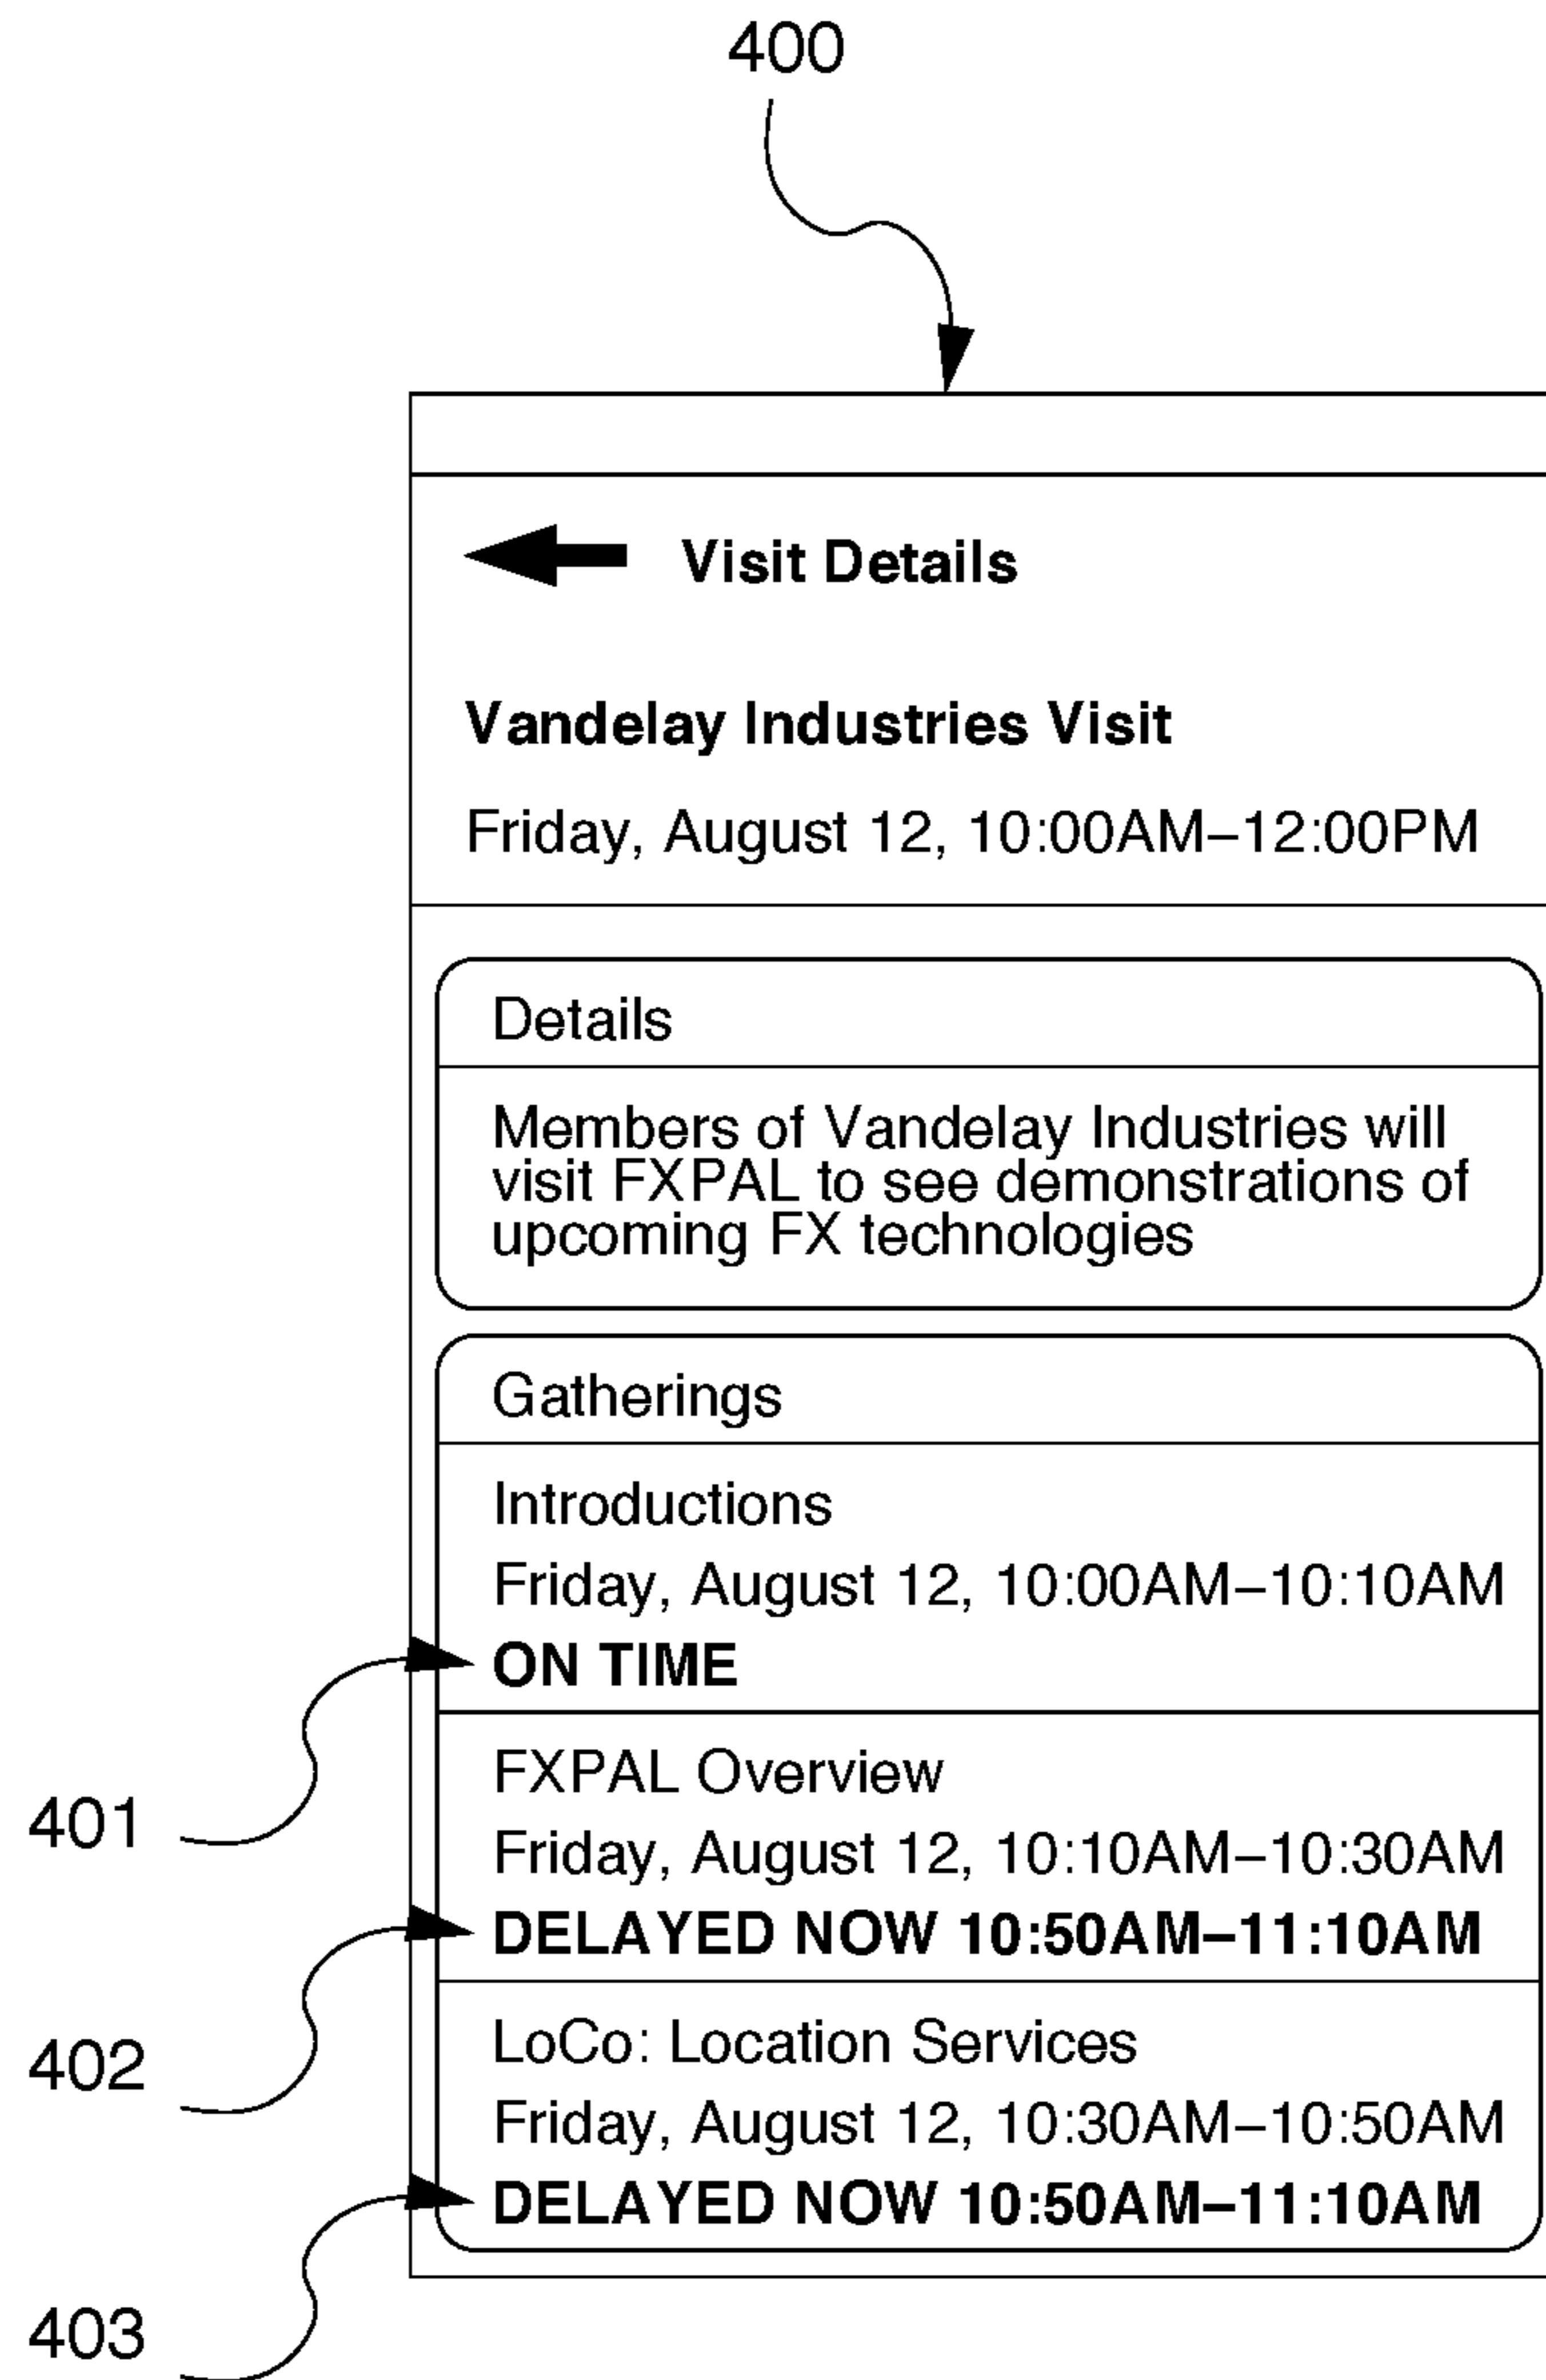 400
Visit Details
Vandelay Industries Visit
Friday, August 12, 10:00AM–12:00PM
Details
Members of Vandelay Industries will
visit FXPAL to see demonstrations of
upcoming FX technologies
Gatherings
Introductions
Friday, August 12, 10:00AM–10:10AM
ON TIME
401
FXPAL Overview
Friday, August 12, 10:10AM–10:30AM
DELAYED NOW 10:50AM–11:10AM
402
LoCo: Location Services
Friday, August 12, 10:30AM–10:50AM
DELAYED NOW 10:50AM–11:10AM
403